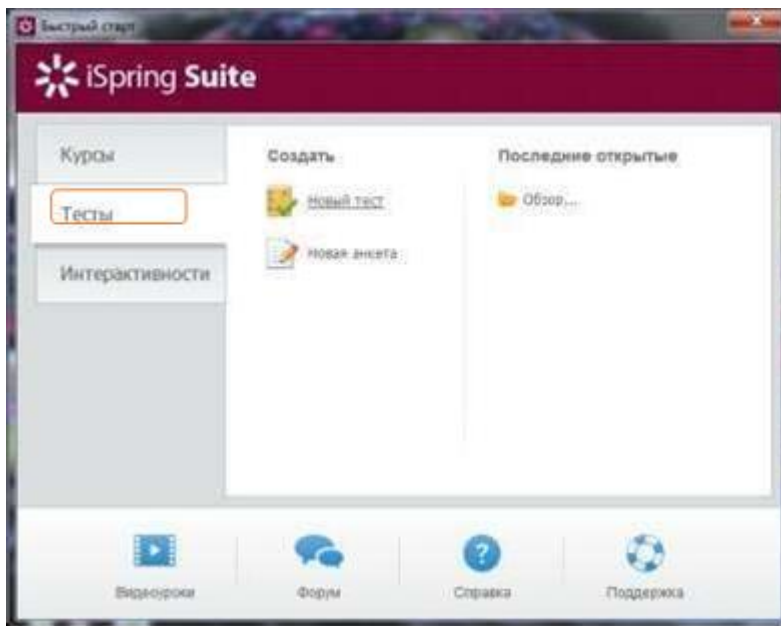 Быстрый старт
iSpring Suite
Курсы
Тесты
Интерактивности
Создать
Новый тест
Новая анкета
Последние открытые
Обзор...
Видеоуроки
Форум
Справка
Поддержка